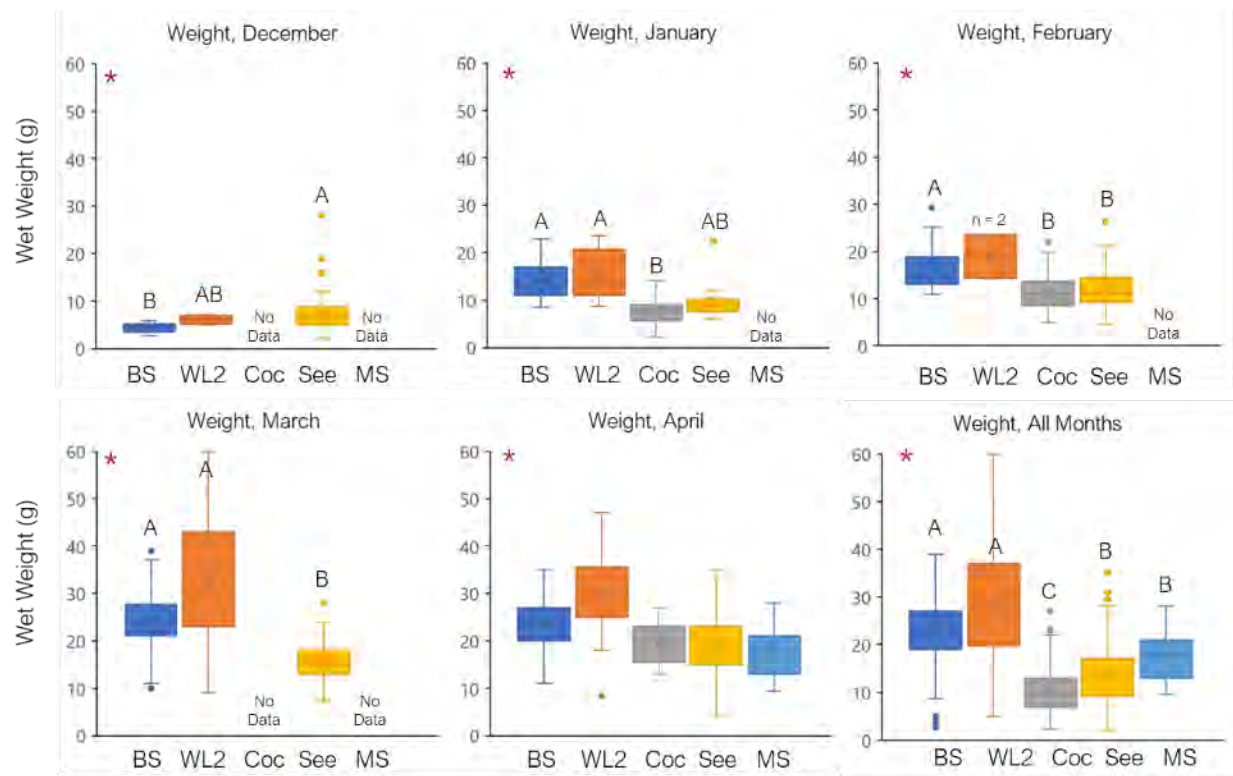 Weight, December
Wet Weight (g)
60
50
40
30
20
10
0
*
B
AB
No
Data
A
No
Data
BS WL2 Coc See MS
Weight, January
60
50
40
30
20
10
0
*
A
A
B
AB
No
Data
BS WL2 Coc See MS
Weight, February
60
50
40
30
20
10
0
*
A
n = 2
B
B
No
Data
BS WL2 Coc See MS
Weight, March
Wet Weight (g)
60
50
40
30
20
10
0
*
A
A
No
Data
B
No
Data
BS WL2 Coc See MS
Weight, April
60
50
40
30
20
10
0
*
BS WL2 Coc See MS
Weight, All Months
60
50
40
30
20
10
0
*
A
A
C
B
B
BS WL2 Coc See MS